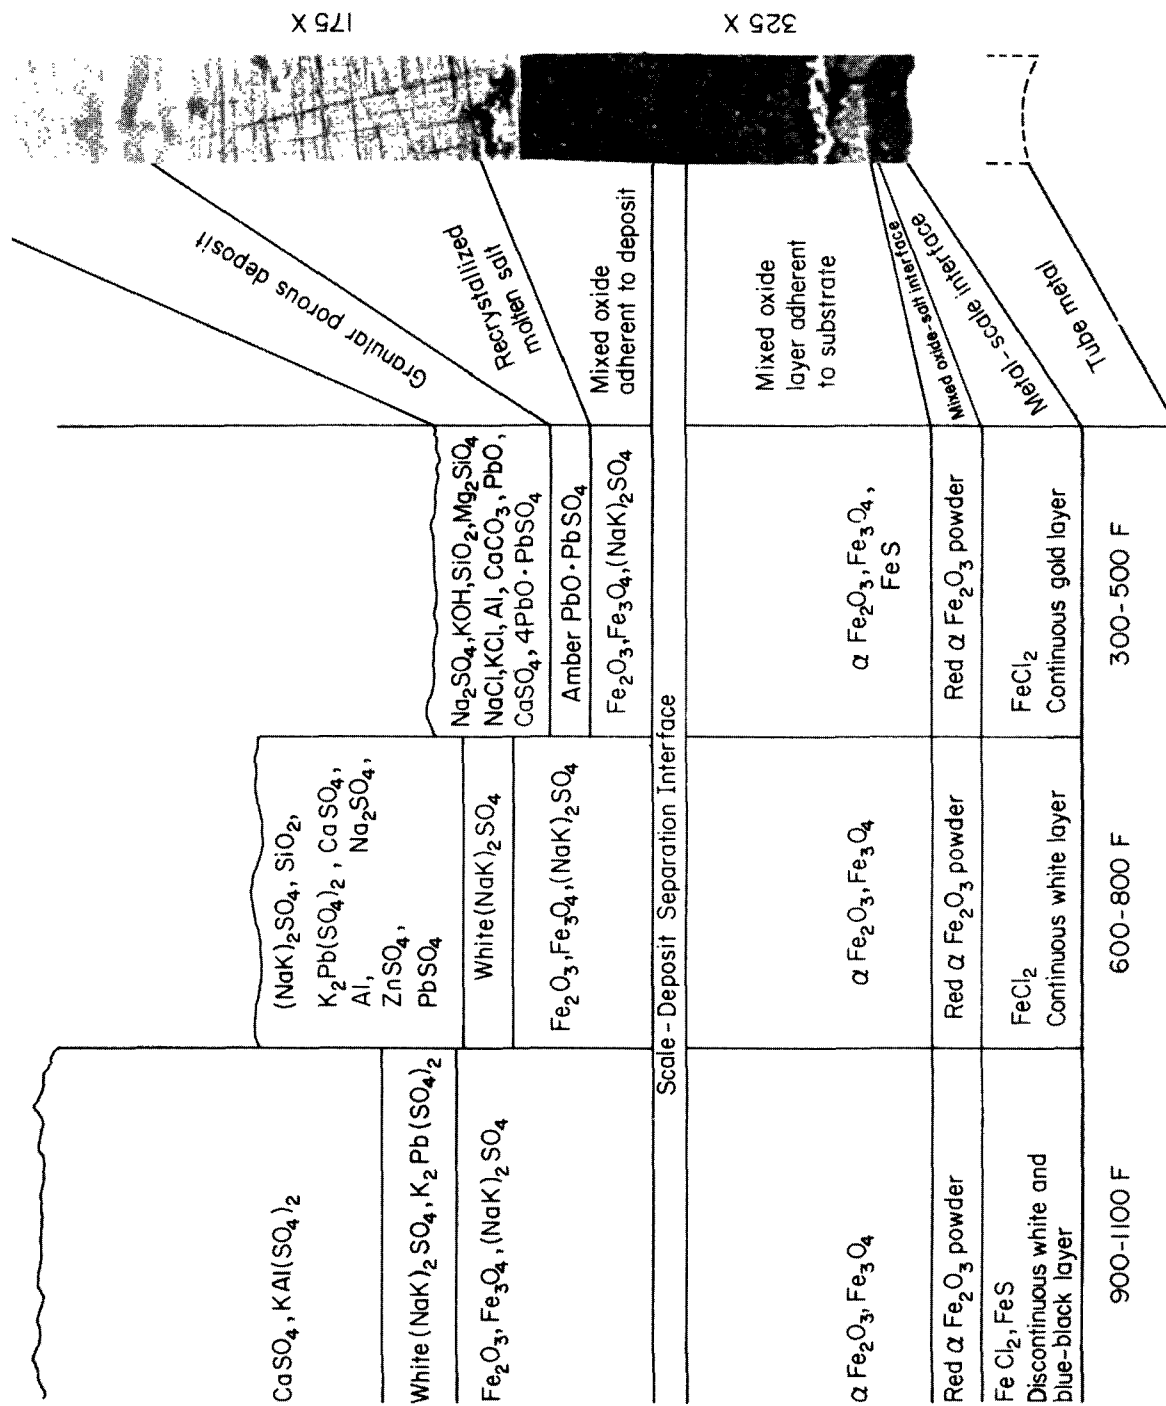 175 X
325 X
Granular porous deposit
Recrystallized
molten salt
Mixed oxide
adherent to deposit
Mixed oxide
layer adherent
to substrate
Mixed oxide-salt interface
Metal-scale interface
Tube metal
CaSO₄, KAl(SO₄)₂
White (NaK)₂SO₄, K₂Pb(SO₄)₂
Fe₂O₃, Fe₃O₄, (NaK)₂SO₄
(NaK)₂SO₄, SiO₂,
K₂Pb(SO₄)₂, CaSO₄,
Al, Na₂SO₄,
ZnSO₄,
PbSO₄
White (NaK)₂SO₄
Fe₂O₃, Fe₃O₄, (NaK)₂SO₄
Na₂SO₄, KOH, SiO₂, Mg₂SiO₄
NaCl, KCl, Al, CaCO₃, PbO,
CaSO₄, 4PbO·PbSO₄
Amber PbO·PbSO₄
Fe₂O₃, Fe₃O₄, (NaK)₂SO₄
Scale-Deposit Separation Interface
α Fe₂O₃, Fe₃O₄
Red α Fe₂O₃ powder
FeCl₂, FeS
Discontinuous white and
blue-black layer
900-1100 F
α Fe₂O₃, Fe₃O₄
Red α Fe₂O₃ powder
FeCl₂
Continuous white layer
600-800 F
α Fe₂O₃, Fe₃O₄,
FeS
Red α Fe₂O₃ powder
FeCl₂
Continuous gold layer
300-500 F